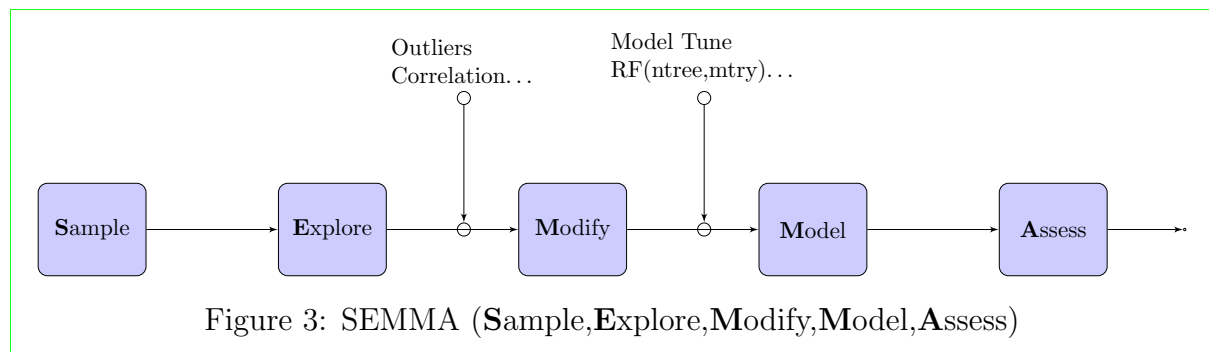 Outliers
Correlation...
Model Tune
RF(ntree,mtry)...
Sample
Explore
Modify
Model
Assess
Figure 3: SEMMA (Sample,Explore,Modify,Model,Assess)